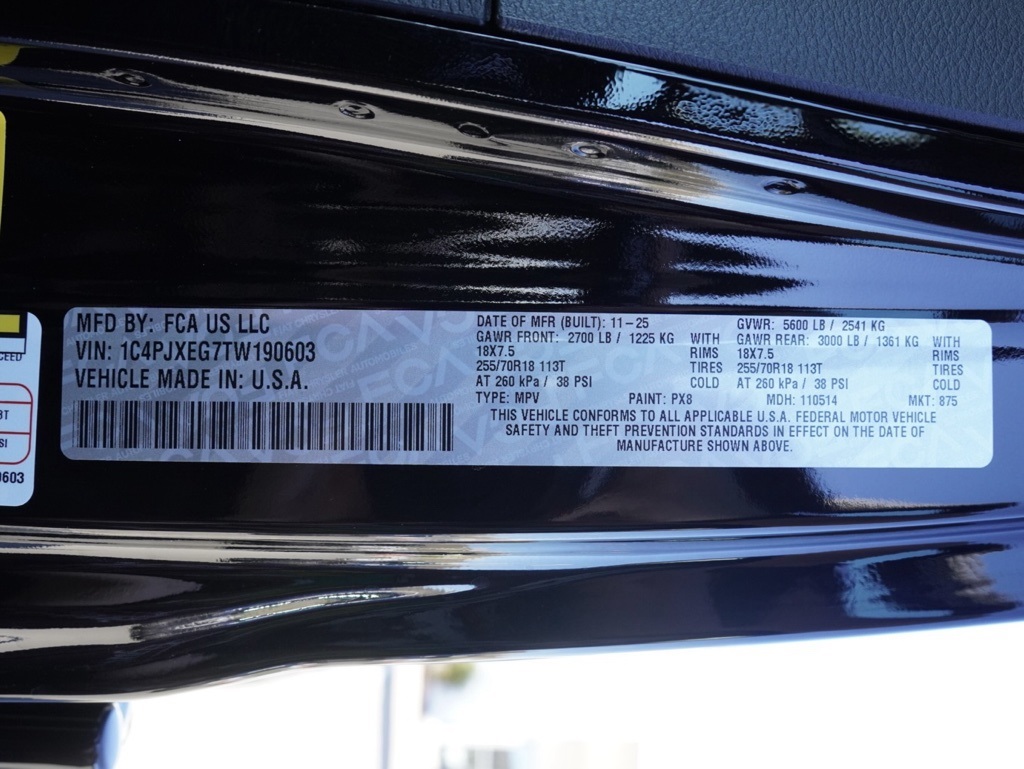 MFD BY: FCA US LLC
VIN: 1C4PJXEG7TW190603
VEHICLE MADE IN: U.S.A.
DATE OF MFR (BUILT): 11-25
GAWR FRONT: 2700 LB / 1225 KG WITH
18X7.5 RIMS
255/70R18 113T TIRES
AT 260 kPa / 38 PSI COLD
GVWR: 5600 LB / 2541 KG
GAWR REAR: 3000 LB / 1361 KG WITH
18X7.5 RIMS
255/70R18 113T TIRES
AT 260 kPa / 38 PSI COLD
TYPE: MPV PAINT: PX8 MDH: 110514 MKT: 875
THIS VEHICLE CONFORMS TO ALL APPLICABLE U.S.A. FEDERAL MOTOR VEHICLE
SAFETY AND THEFT PREVENTION STANDARDS IN EFFECT ON THE DATE OF
MANUFACTURE SHOWN ABOVE.